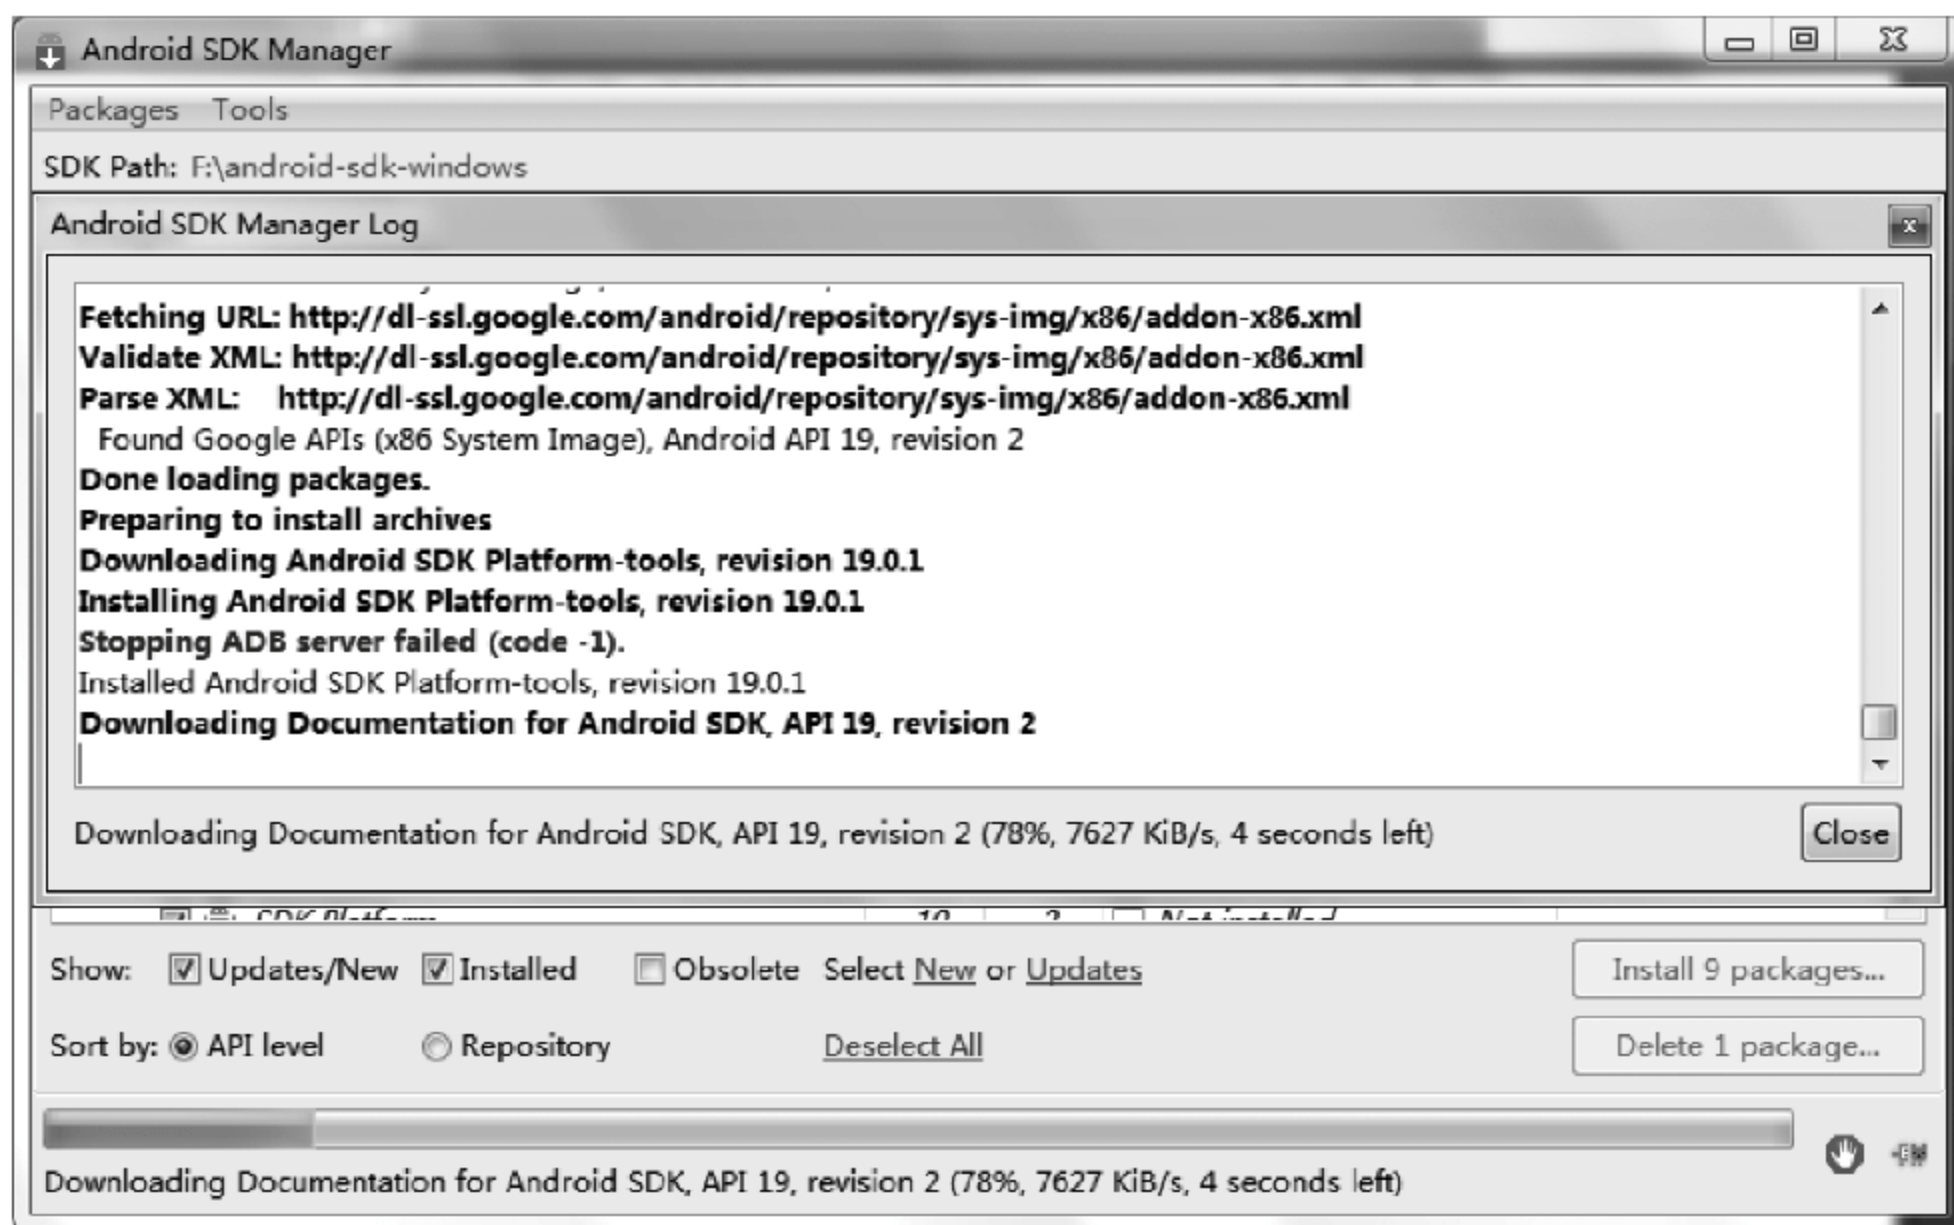 Android SDK Manager
Packages Tools
SDK Path: F:\android-sdk-windows
Android SDK Manager Log
Fetching URL: http://dl-ssl.google.com/android/repository/sys-img/x86/addon-x86.xml
Validate XML: http://dl-ssl.google.com/android/repository/sys-img/x86/addon-x86.xml
Parse XML: http://dl-ssl.google.com/android/repository/sys-img/x86/addon-x86.xml
Found Google APIs (x86 System Image), Android API 19, revision 2
Done loading packages.
Preparing to install archives
Downloading Android SDK Platform-tools, revision 19.0.1
Installing Android SDK Platform-tools, revision 19.0.1
Stopping ADB server failed (code -1).
Installed Android SDK Platform-tools, revision 19.0.1
Downloading Documentation for Android SDK, API 19, revision 2
Downloading Documentation for Android SDK, API 19, revision 2 (78%, 7627 KiB/s, 4 seconds left) Close
SDK Platform 10 2 Not installed
Show: Updates/New Installed Obsolete Select New or Updates Install 9 packages...
Sort by: API level Repository Deselect All Delete 1 package...
Downloading Documentation for Android SDK, API 19, revision 2 (78%, 7627 KiB/s, 4 seconds left)